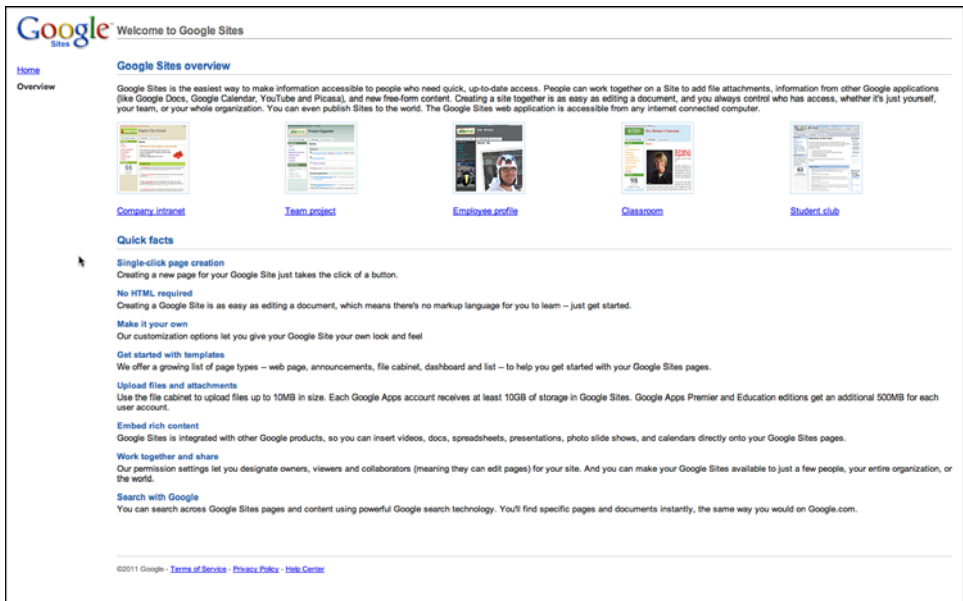 Google
Sites
Welcome to Google Sites
Home
Overview
Google Sites overview
Google Sites is the easiest way to make information accessible to people who need quick, up-to-date access. People can work together on a Site to add file attachments, information from other Google applications
(like Google Docs, Google Calendar, YouTube and Picasa), and new free-form content. Creating a site together is as easy as editing a document, and you always control who has access, whether it's just yourself,
your team, or your whole organization. You can even publish Sites to the world. The Google Sites web application is accessible from any internet connected computer.
Company intranet
Team project
Employee profile
Classroom
Student club
Quick facts
Single-click page creation
Creating a new page for your Google Site just takes the click of a button.
No HTML required
Creating a Google Site is as easy as editing a document, which means there's no markup language for you to learn -- just get started.
Make it your own
Our customization options let you give your Google Site your own look and feel
Get started with templates
We offer a growing list of page types -- web page, announcements, file cabinet, dashboard and list -- to help you get started with your Google Sites pages.
Upload files and attachments
Use the file cabinet to upload files up to 10MB in size. Each Google Apps account receives at least 10GB of storage in Google Sites. Google Apps Premier and Education editions get an additional 500MB for each
user account.
Embed rich content
Google Sites is integrated with other Google products, so you can insert videos, docs, spreadsheets, presentations, photo slide shows, and calendars directly onto your Google Sites pages.
Work together and share
Our permission settings let you designate owners, viewers and collaborators (meaning they can edit pages) for your site. And you can make your Google Sites available to just a few people, your entire organization, or
the world.
Search with Google
You can search across Google Sites pages and content using powerful Google search technology. You'll find specific pages and documents instantly, the same way you would on Google.com.
©2011 Google - Terms of Service - Privacy Policy - Help Center